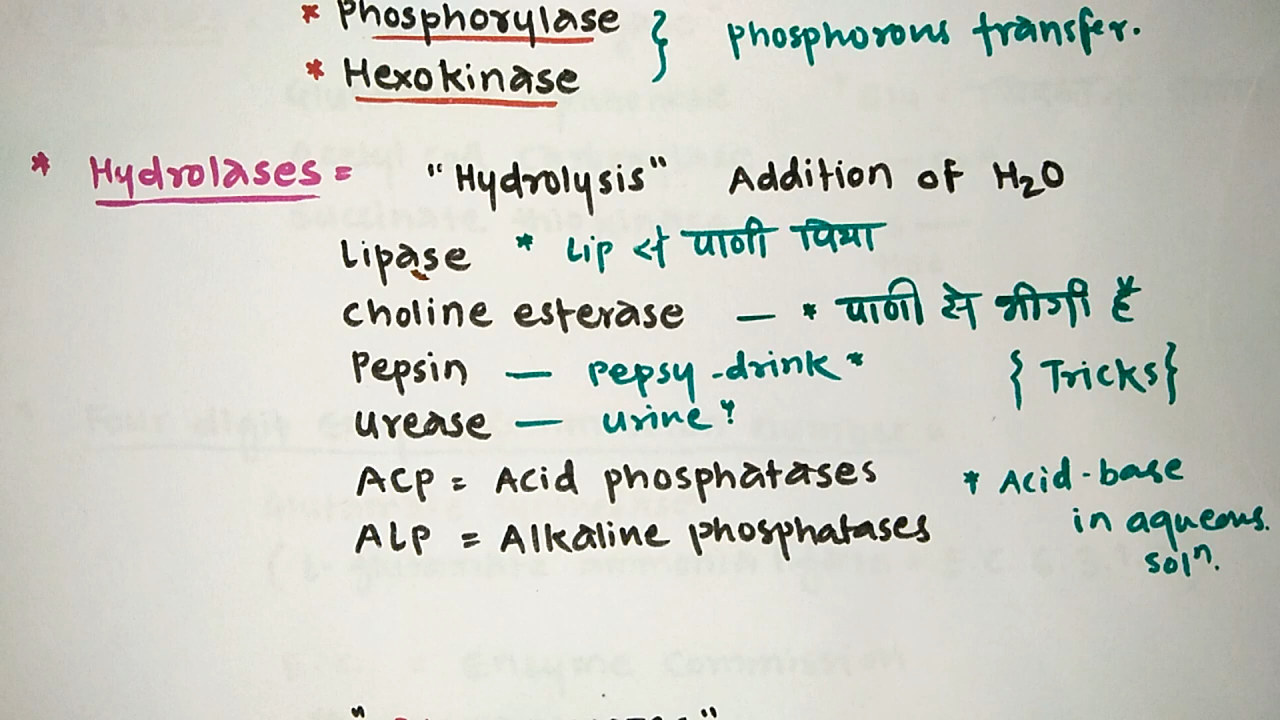 * Phosphorylase } phosphorous transfer.
* Hexokinase
* Hydrolases = "Hydrolysis" Addition of H₂O
Lipase * Lip से पाणी पिया
choline esterase — * पाणी से भीगी है
Pepsin — pepsy-drink * { Tricks }
urease — urine
ACP = Acid phosphatases * Acid-base
in aqueous.
ALP = Alkaline phosphatases
solⁿ.